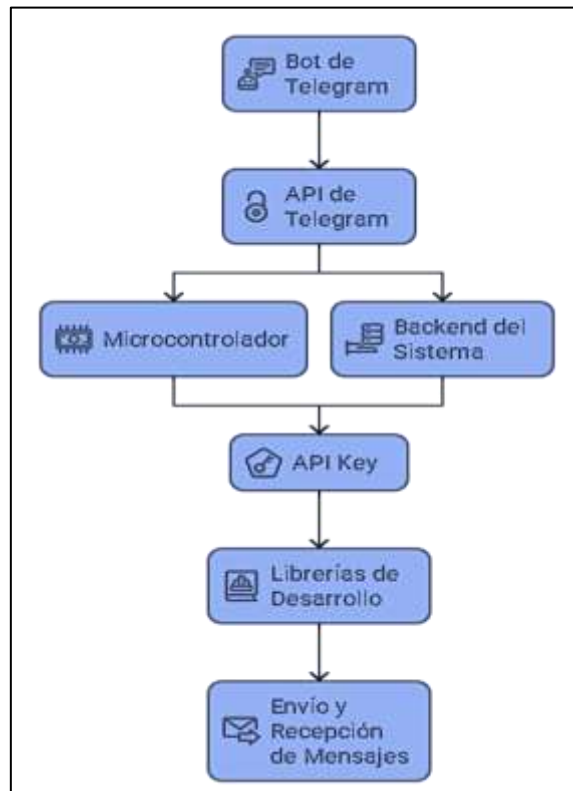 Bot de
Telegram
API de
Telegram
Microcontrolador
Backend del
Sistema
API Key
Librerías de
Desarrollo
Envío y
Recepción
de Mensajes